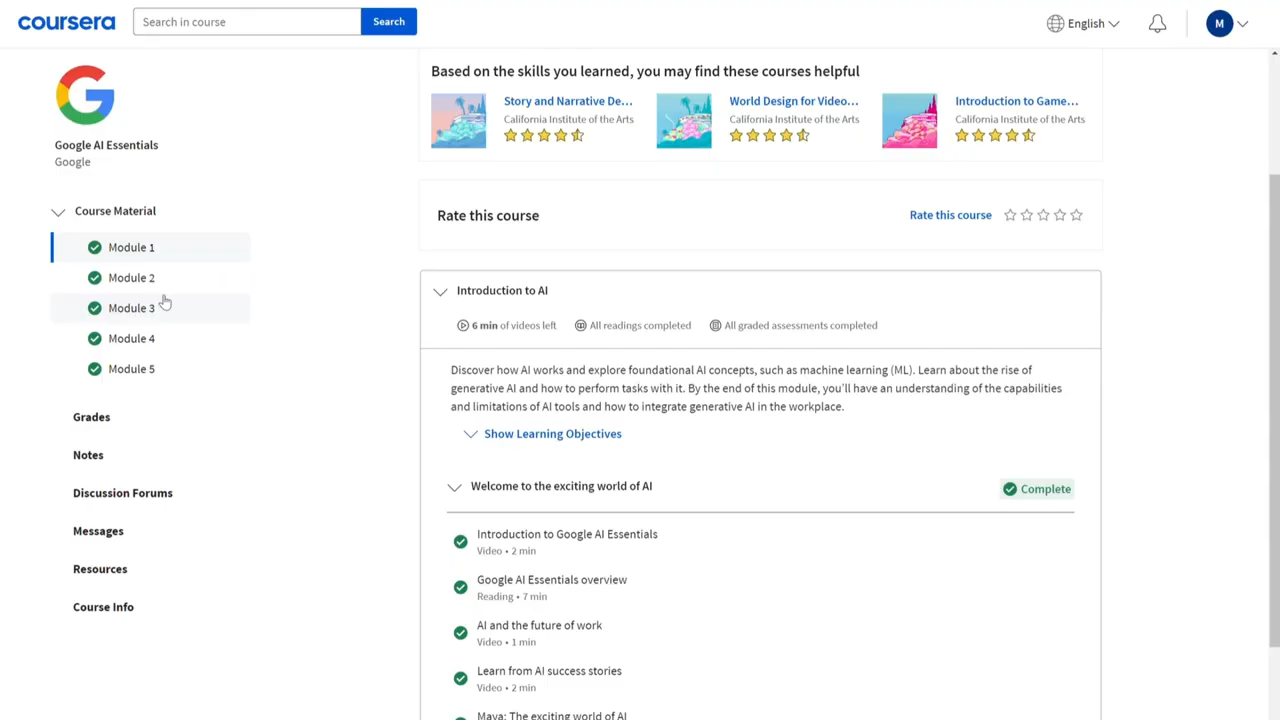 coursera
Search in course
Search
English
M
Google AI Essentials
Google
Course Material
Module 1
Module 2
Module 3
Module 4
Module 5
Grades
Notes
Discussion Forums
Messages
Resources
Course Info
Based on the skills you learned, you may find these courses helpful
Story and Narrative De...
California Institute of the Arts
World Design for Video...
California Institute of the Arts
Introduction to Game...
California Institute of the Arts
Rate this course
Rate this course
Introduction to AI
6 min of videos left
All readings completed
All graded assessments completed
Discover how AI works and explore foundational AI concepts, such as machine learning (ML). Learn about the rise of
generative AI and how to perform tasks with it. By the end of this module, you'll have an understanding of the capabilities
and limitations of AI tools and how to integrate generative AI in the workplace.
Show Learning Objectives
Welcome to the exciting world of AI
Complete
Introduction to Google AI Essentials
Video • 2 min
Google AI Essentials overview
Reading • 7 min
AI and the future of work
Video • 1 min
Learn from AI success stories
Video • 2 min
Maya: The exciting world of AI